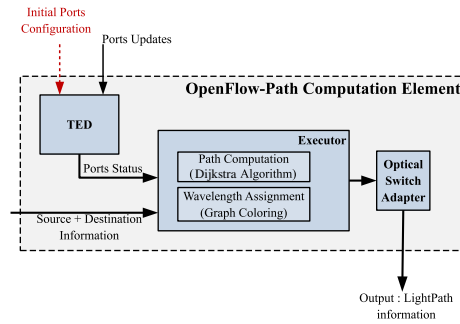 Initial Ports
Configuration
Ports Updates
OpenFlow-Path Computation Element
TED
Executor
Ports Status
Path Computation
(Dijkstra Algorithm)
Wavelength Assignment
(Graph Coloring)
Optical
Switch
Adapter
Source + Destination
Information
Output : LightPath
information